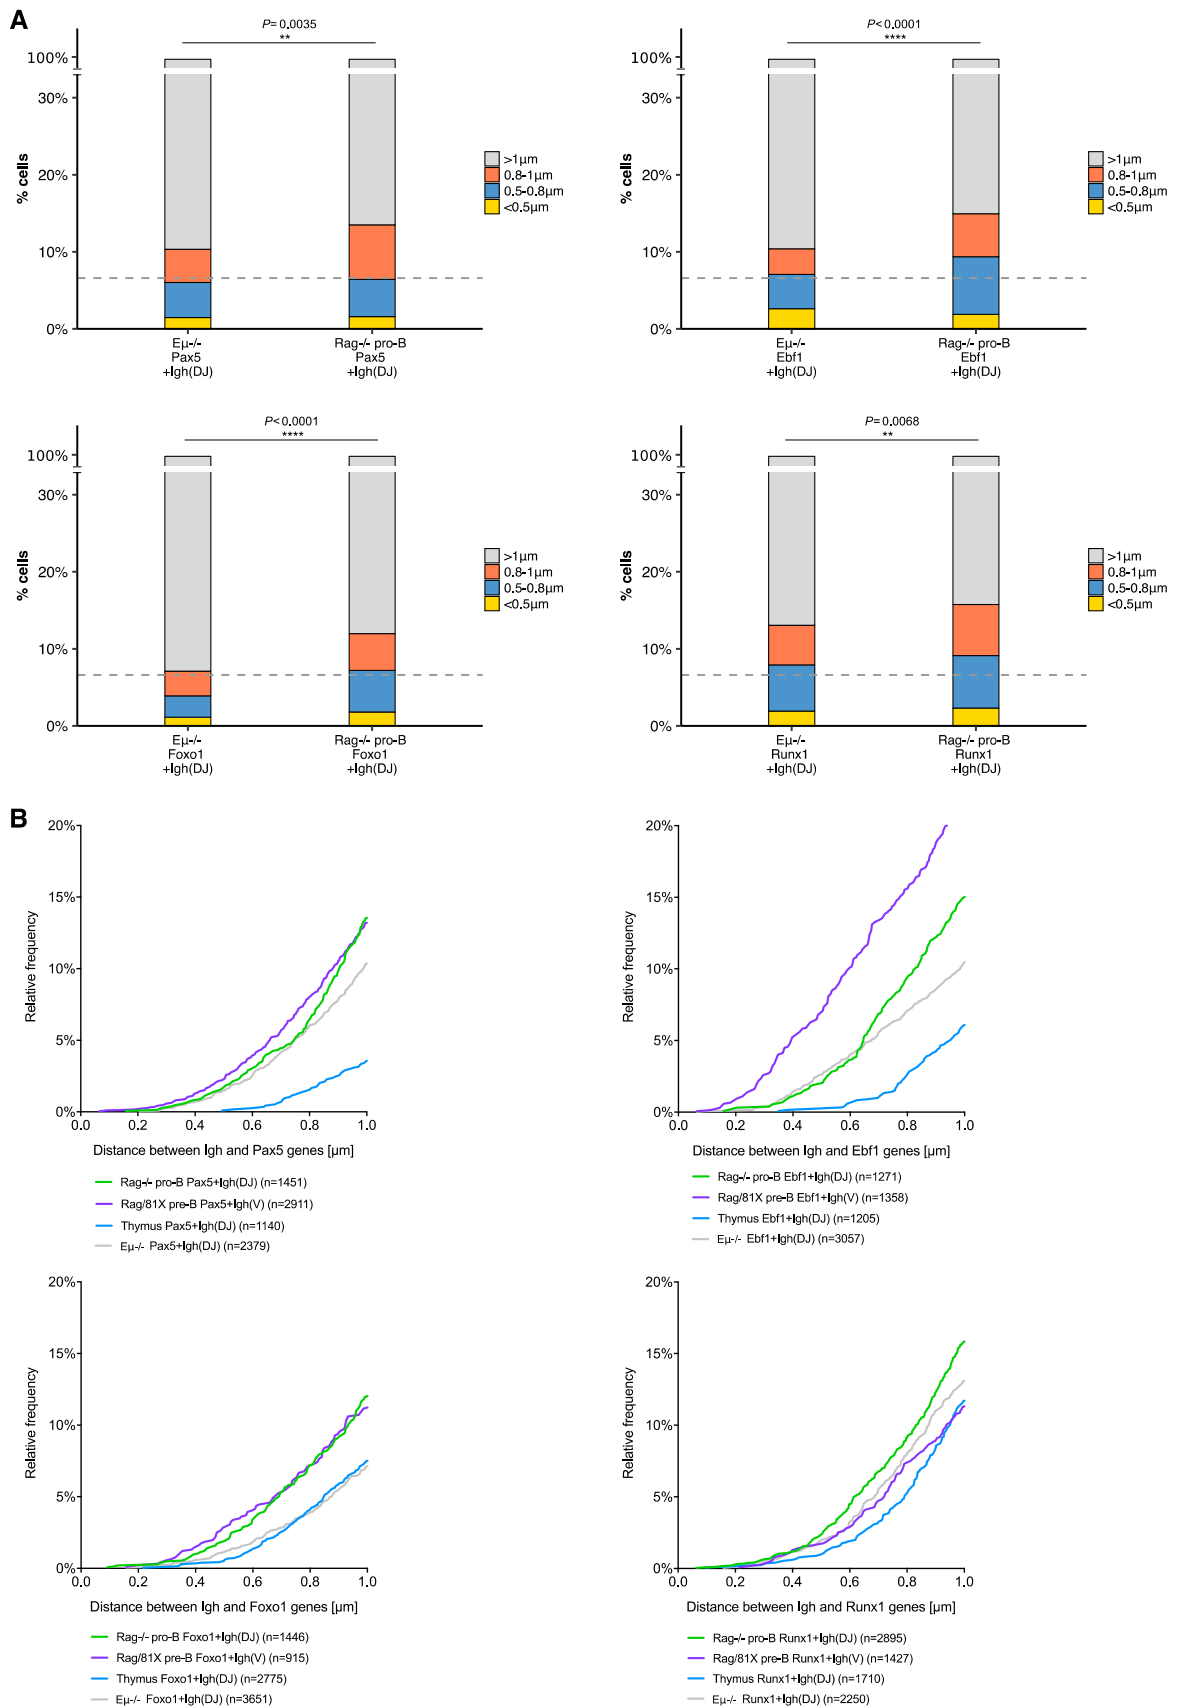 A
P=0.0035
**
100%
30%
20%
10%
0%
% cells
>1µm
0.8-1µm
0.5-0.8µm
<0.5µm
Eµ-/-
Pax5
+Igh(DJ)
Rag-/- pro-B
Pax5
+Igh(DJ)
P<0.0001
****
100%
30%
20%
10%
0%
% cells
>1µm
0.8-1µm
0.5-0.8µm
<0.5µm
Eµ-/-
Ebf1
+Igh(DJ)
Rag-/- pro-B
Ebf1
+Igh(DJ)
P<0.0001
****
100%
30%
20%
10%
0%
% cells
>1µm
0.8-1µm
0.5-0.8µm
<0.5µm
Eµ-/-
Foxo1
+Igh(DJ)
Rag-/- pro-B
Foxo1
+Igh(DJ)
P=0.0068
**
100%
30%
20%
10%
0%
% cells
>1µm
0.8-1µm
0.5-0.8µm
<0.5µm
Eµ-/-
Runx1
+Igh(DJ)
Rag-/- pro-B
Runx1
+Igh(DJ)
B
20%
15%
10%
5%
0%
Relative frequency
0.0 0.2 0.4 0.6 0.8 1.0
Distance between Igh and Pax5 genes [µm]
Rag-/- pro-B Pax5+Igh(DJ) (n=1451)
Rag/81X pre-B Pax5+Igh(V) (n=2911)
Thymus Pax5+Igh(DJ) (n=1140)
Eµ-/- Pax5+Igh(DJ) (n=2379)
20%
15%
10%
5%
0%
Relative frequency
0.0 0.2 0.4 0.6 0.8 1.0
Distance between Igh and Ebf1 genes [µm]
Rag-/- pro-B Ebf1+Igh(DJ) (n=1271)
Rag/81X pre-B Ebf1+Igh(V) (n=1358)
Thymus Ebf1+Igh(DJ) (n=1205)
Eµ-/- Ebf1+Igh(DJ) (n=3057)
20%
15%
10%
5%
0%
Relative frequency
0.0 0.2 0.4 0.6 0.8 1.0
Distance between Igh and Foxo1 genes [µm]
Rag-/- pro-B Foxo1+Igh(DJ) (n=1446)
Rag/81X pre-B Foxo1+Igh(V) (n=915)
Thymus Foxo1+Igh(DJ) (n=2775)
Eµ-/- Foxo1+Igh(DJ) (n=3651)
20%
15%
10%
5%
0%
Relative frequency
0.0 0.2 0.4 0.6 0.8 1.0
Distance between Igh and Runx1 genes [µm]
Rag-/- pro-B Runx1+Igh(DJ) (n=2895)
Rag/81X pre-B Runx1+Igh(V) (n=1427)
Thymus Runx1+Igh(DJ) (n=1710)
Eµ-/- Runx1+Igh(DJ) (n=2250)